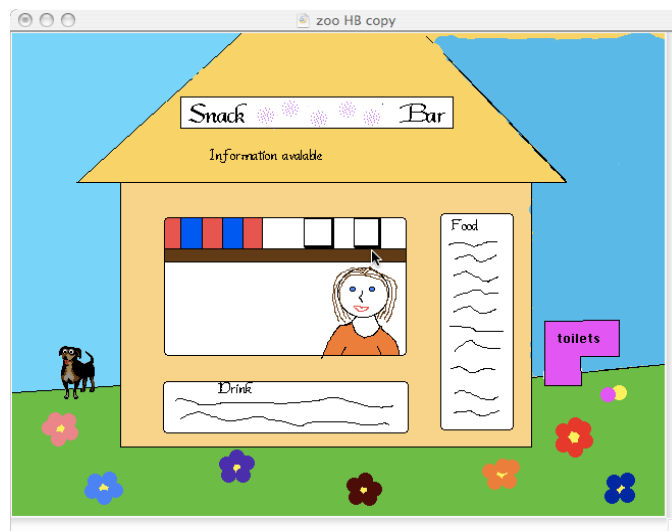 zoo HB copy
Snack Bar
Information avalable
Food
toilets
Drink